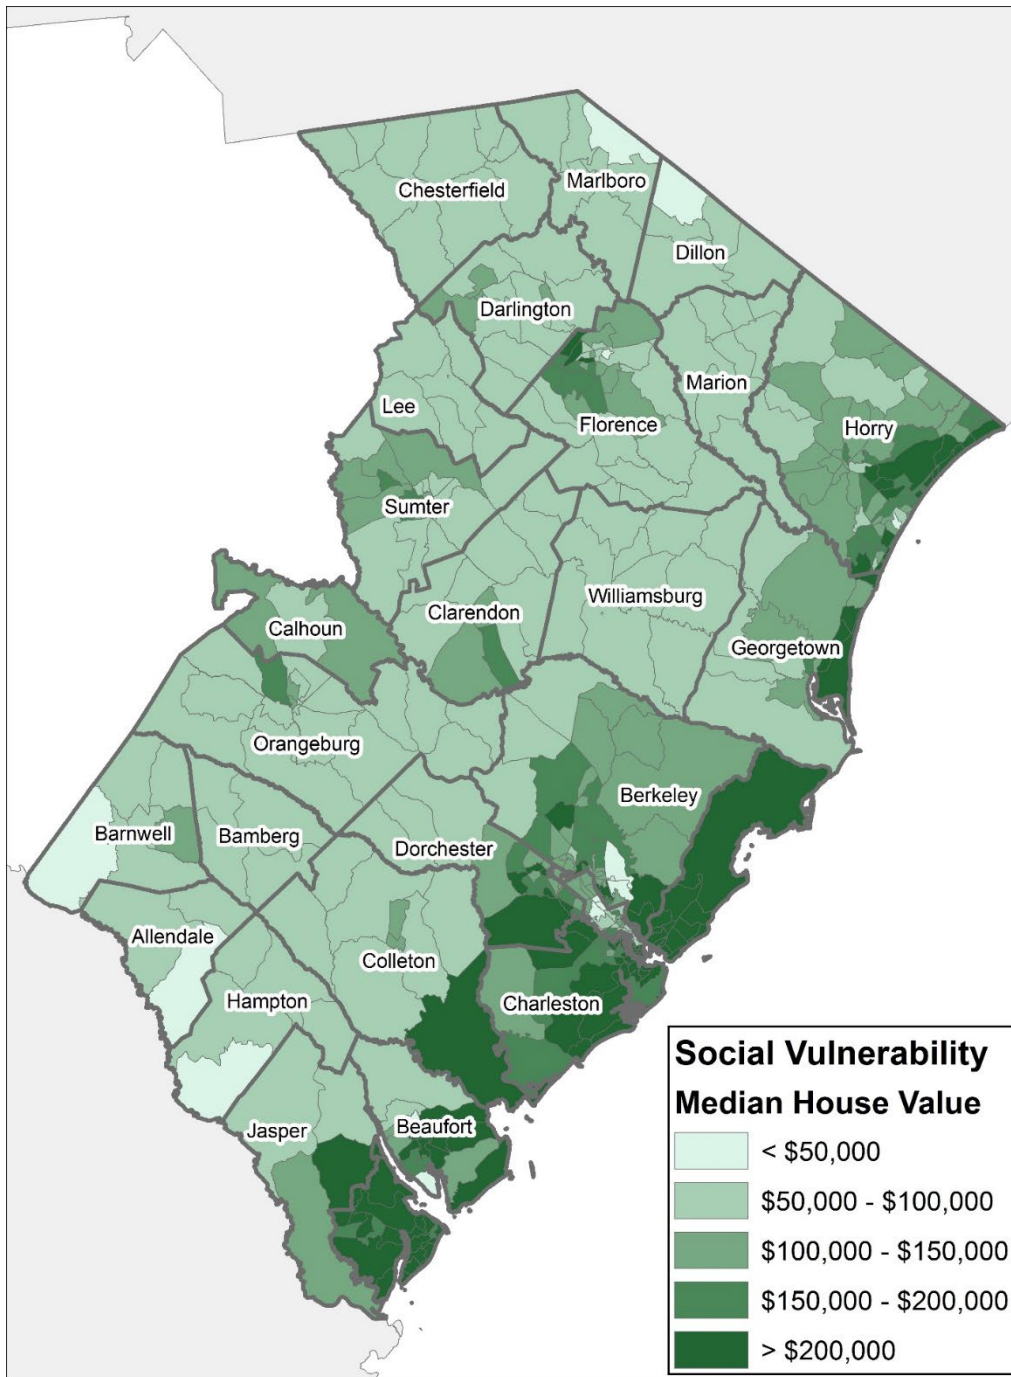 Chesterfield
Marlboro
Dillon
Darlington
Marion
Lee
Florence
Horry
Sumter
Williamsburg
Clarendon
Calhoun
Georgetown
Orangeburg
Berkeley
Barnwell
Bamberg
Dorchester
Allendale
Colleton
Hampton
Charleston
Beaufort
Jasper
Social Vulnerability
Median House Value
< $50,000
$50,000 - $100,000
$100,000 - $150,000
$150,000 - $200,000
> $200,000